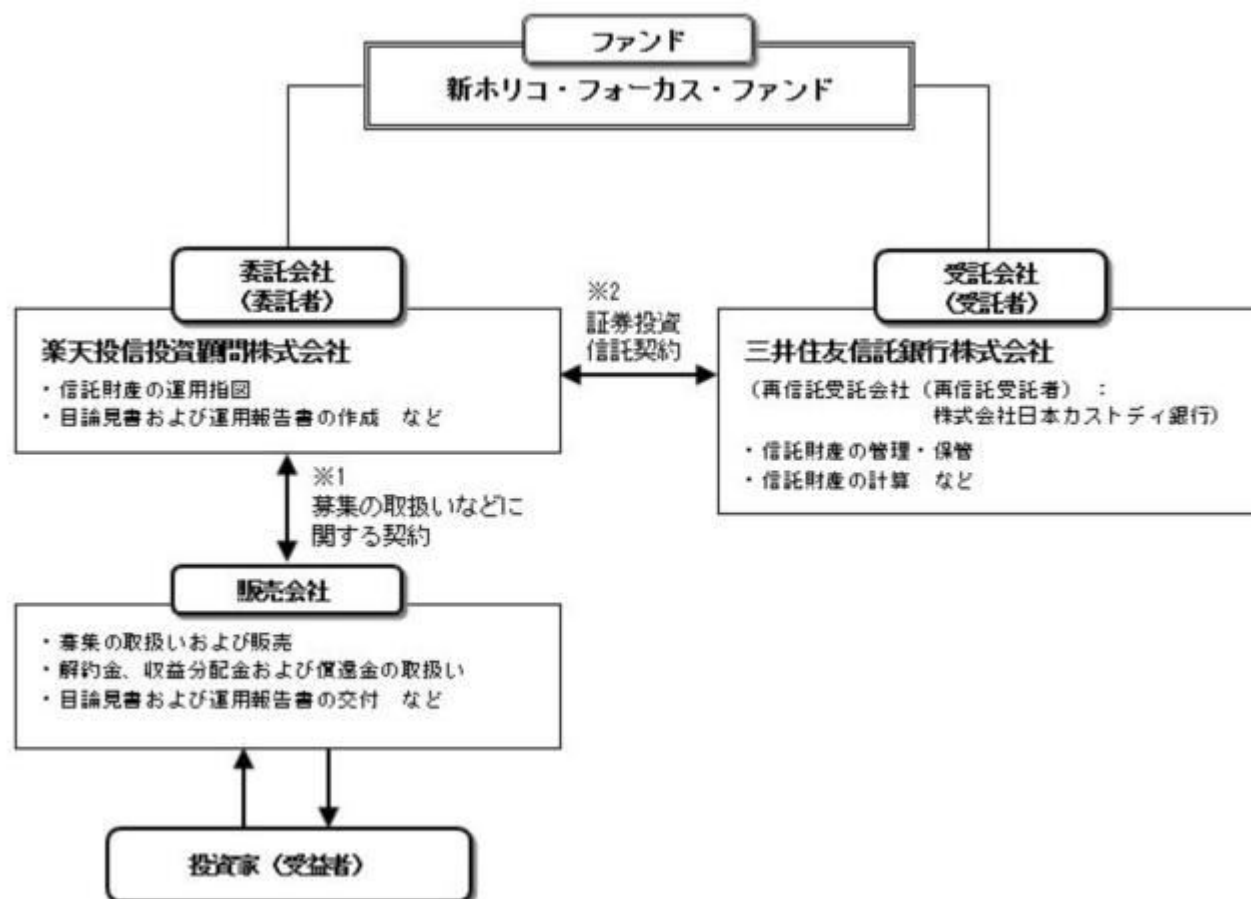 ファンド
新ホリコ・フォーカス・ファンド
委託会社
(委託者)
楽天投信投資顧問株式会社
・信託財産の運用指図
・目論見書および運用報告書の作成　など
※2
証券投資
信託契約
受託会社
(受託者)
三井住友信託銀行株式会社
(再信託受託会社(再信託受託者)　:
株式会社日本カストディ銀行)
・信託財産の管理・保管
・信託財産の計算　など
※1
募集の取扱いなどに
関する契約
販売会社
・募集の取扱いおよび販売
・解約金、収益分配金および償還金の取扱い
・目論見書および運用報告書の交付　など
投資家(受益者)